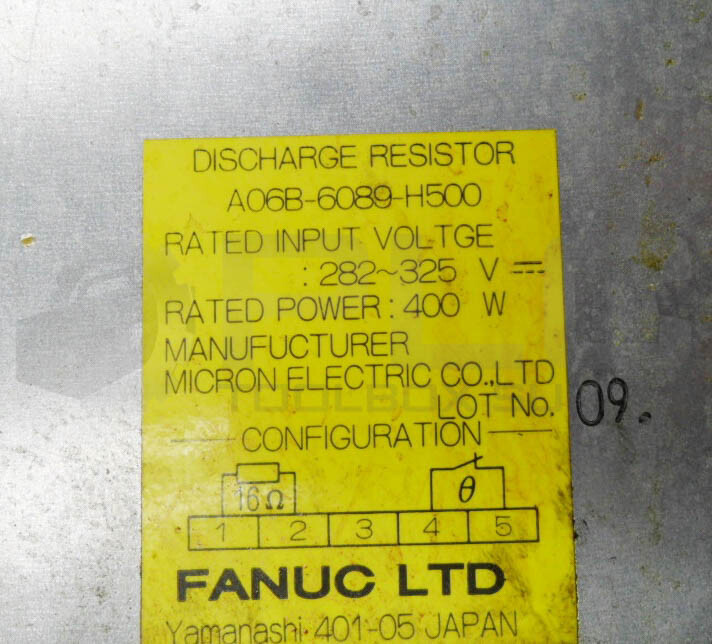 DISCHARGE RESISTOR
A06B-6089-H500
RATED INPUT VOLTGE
: 282~325 V ⎓
RATED POWER : 400 W
MANUFUCTURER
MICRON ELECTRIC CO.,LTD
LOT No. 09.
CONFIGURATION
16Ω θ
1 2 3 4 5
FANUC LTD
Yamanashi 401-05 JAPAN